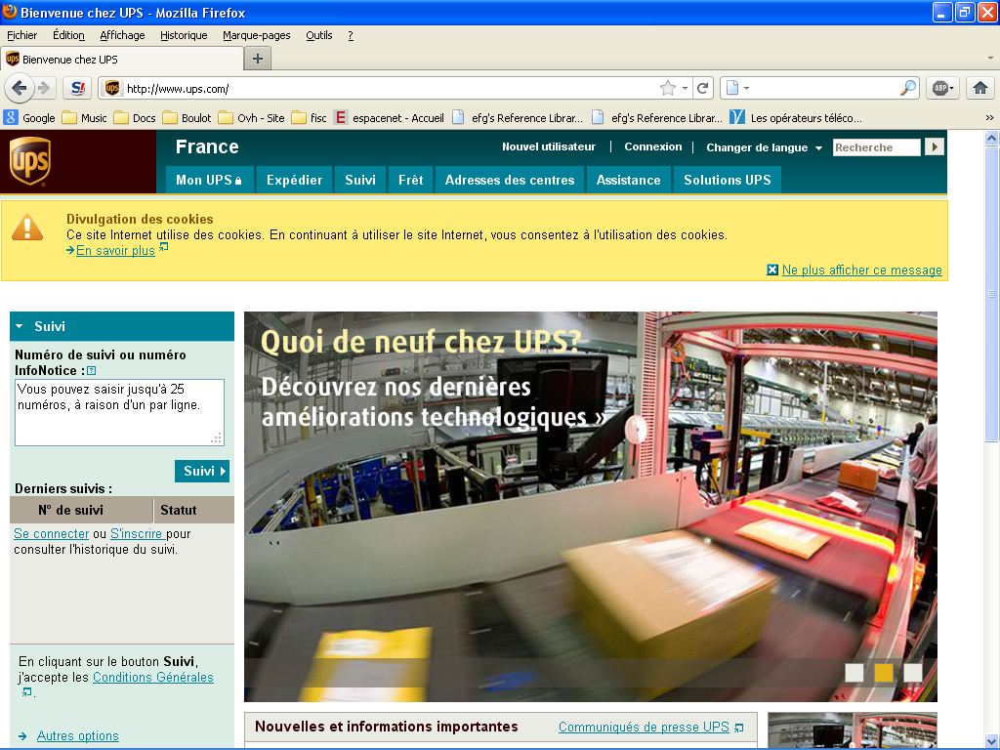 Bienvenue chez UPS - Mozilla Firefox
Fichier Édition Affichage Historique Marque-pages Outils ?
Bienvenue chez UPS
http://www.ups.com/
ABP
Google Music Docs Boulot Ovh - Site fisc espacenet - Accueil efg's Reference Librar... efg's Reference Librar... Les opérateurs téléco... »
ups
France
Nouvel utilisateur | Connexion | Changer de langue Recherche
Mon UPS Expédier Suivi Frêt Adresses des centres Assistance Solutions UPS
Divulgation des cookies
Ce site Internet utilise des cookies. En continuant à utiliser le site Internet, vous consentez à l'utilisation des cookies.
En savoir plus
Ne plus afficher ce message
Suivi
Numéro de suivi ou numéro
InfoNotice :
Vous pouvez saisir jusqu'à 25
numéros, à raison d'un par ligne.
Suivi
Derniers suivis :
N° de suivi Statut
Se connecter ou S'inscrire pour
consulter l'historique du suivi.
En cliquant sur le bouton Suivi,
j'accepte les Conditions Générales
.
Autres options
Quoi de neuf chez UPS?
Découvrez nos dernières
améliorations technologiques »
Nouvelles et informations importantes Communiqués de presse UPS